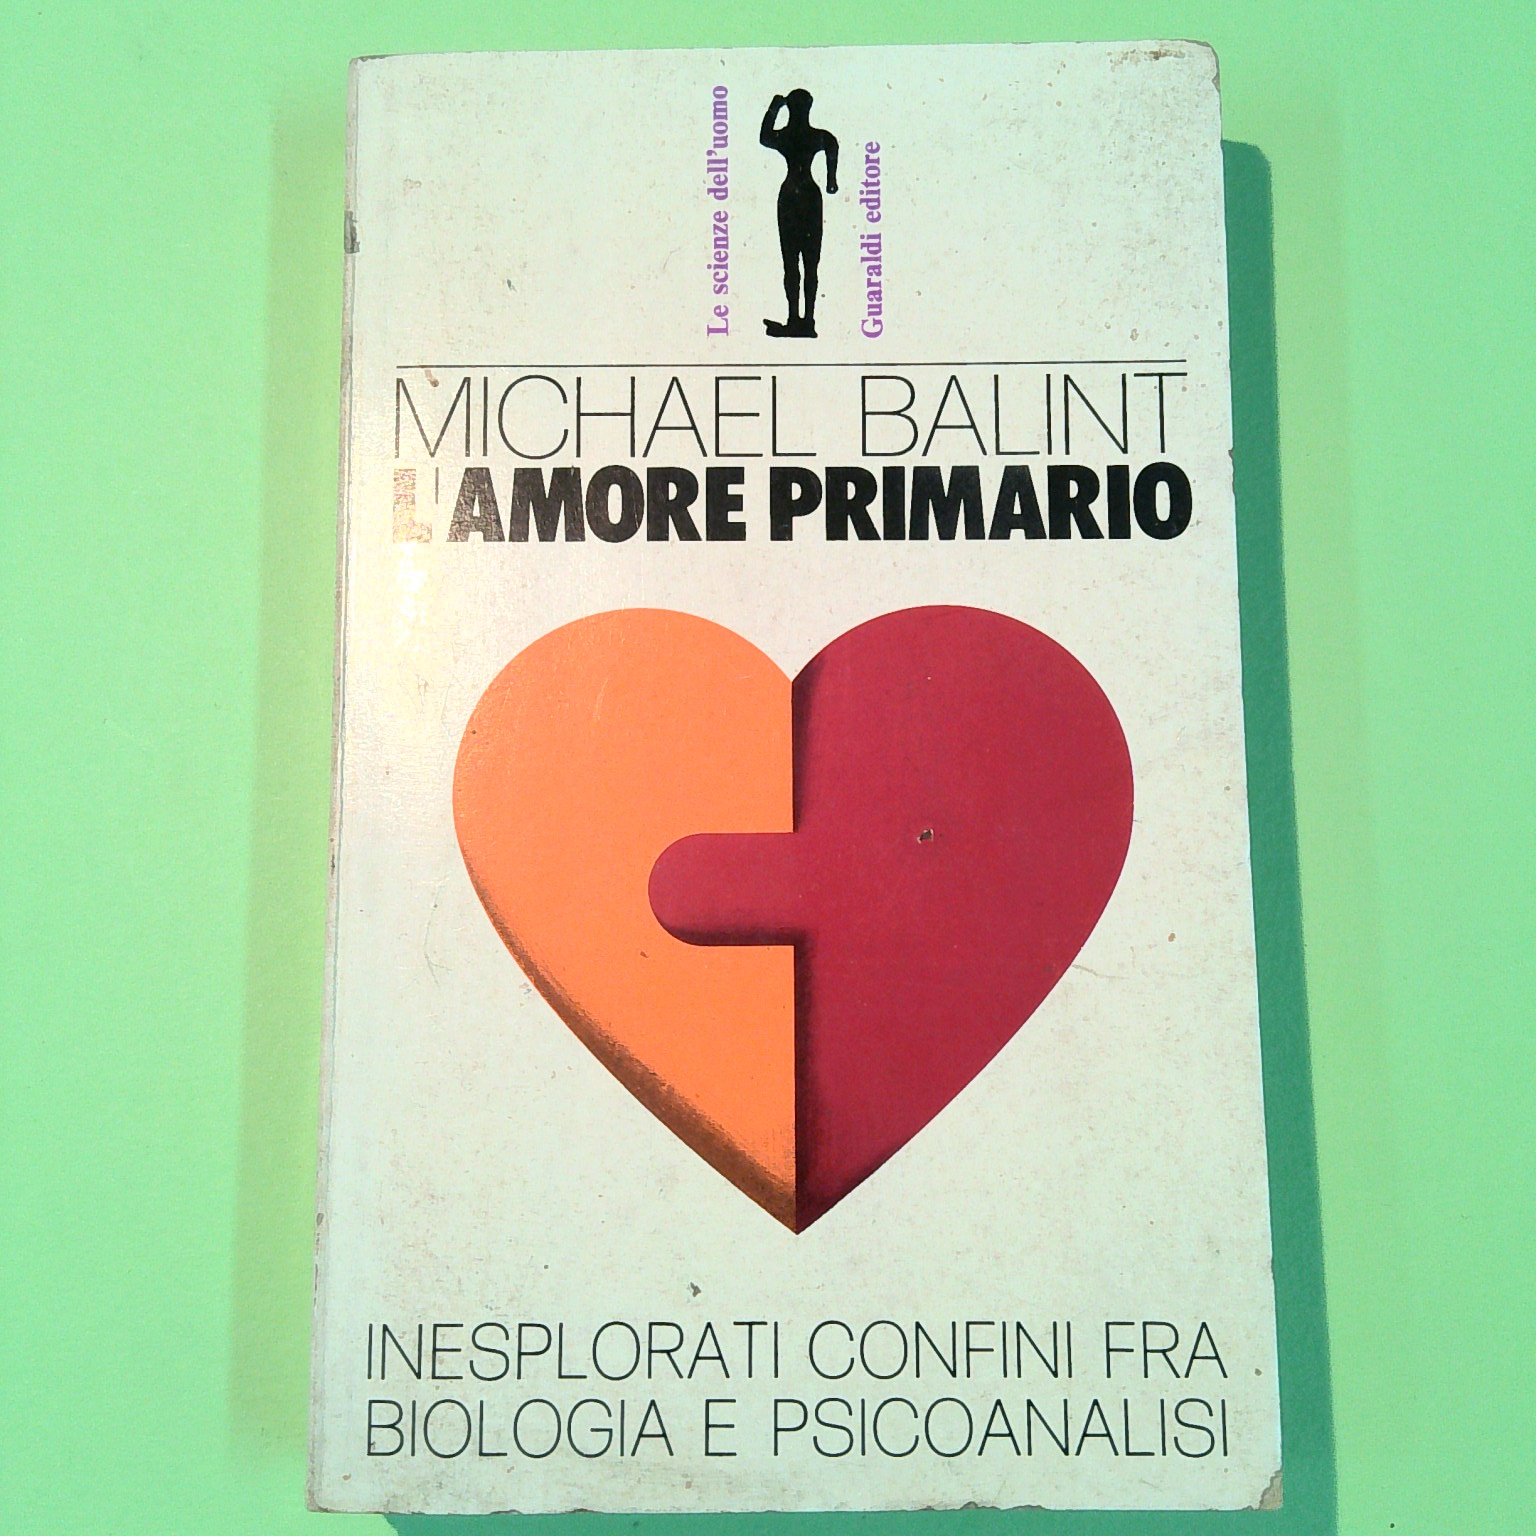 Le scienze dell'uomo
Guaraldi editore
MICHAEL BALINT
L'AMORE PRIMARIO
INESPLORATI CONFINI FRA
BIOLOGIA E PSICOANALISI